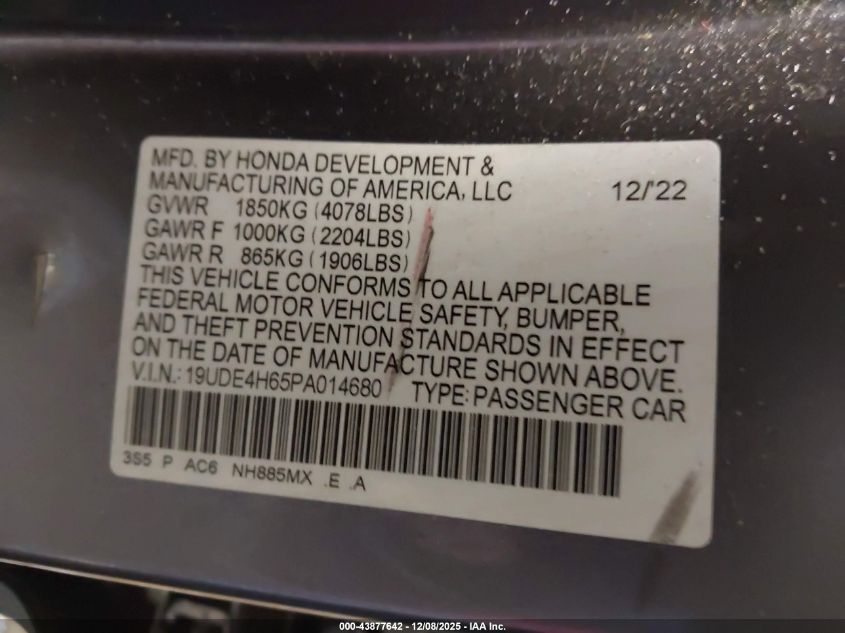 MFD. BY HONDA DEVELOPMENT &
MANUFACTURING OF AMERICA, LLC 12/'22
GVWR 1850KG (4078LBS)
GAWR F 1000KG (2204LBS)
GAWR R 865KG (1906LBS)
THIS VEHICLE CONFORMS TO ALL APPLICABLE
FEDERAL MOTOR VEHICLE SAFETY, BUMPER,
AND THEFT PREVENTION STANDARDS IN EFFECT
ON THE DATE OF MANUFACTURE SHOWN ABOVE.
V.I.N.: 19UDE4H65PA014680 TYPE: PASSENGER CAR
3S5 P AC6 NH885MX .E .A
000-43877642 - 12/08/2025 - IAA Inc.